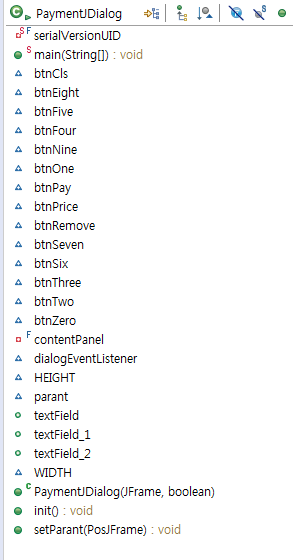 PaymentJDialog
S F serialVersionUID
S main(String[]) : void
btnCls
btnEight
btnFive
btnFour
btnNine
btnOne
btnPay
btnPrice
btnRemove
btnSeven
btnSix
btnThree
btnTwo
btnZero
F contentPanel
dialogEventListener
HEIGHT
parant
textField
textField_1
textField_2
WIDTH
C PaymentJDialog(JFrame, boolean)
init() : void
setParant(PosJFrame) : void